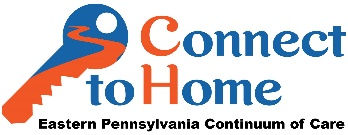 Connect
to Home
Eastern Pennsylvania Continuum of Care